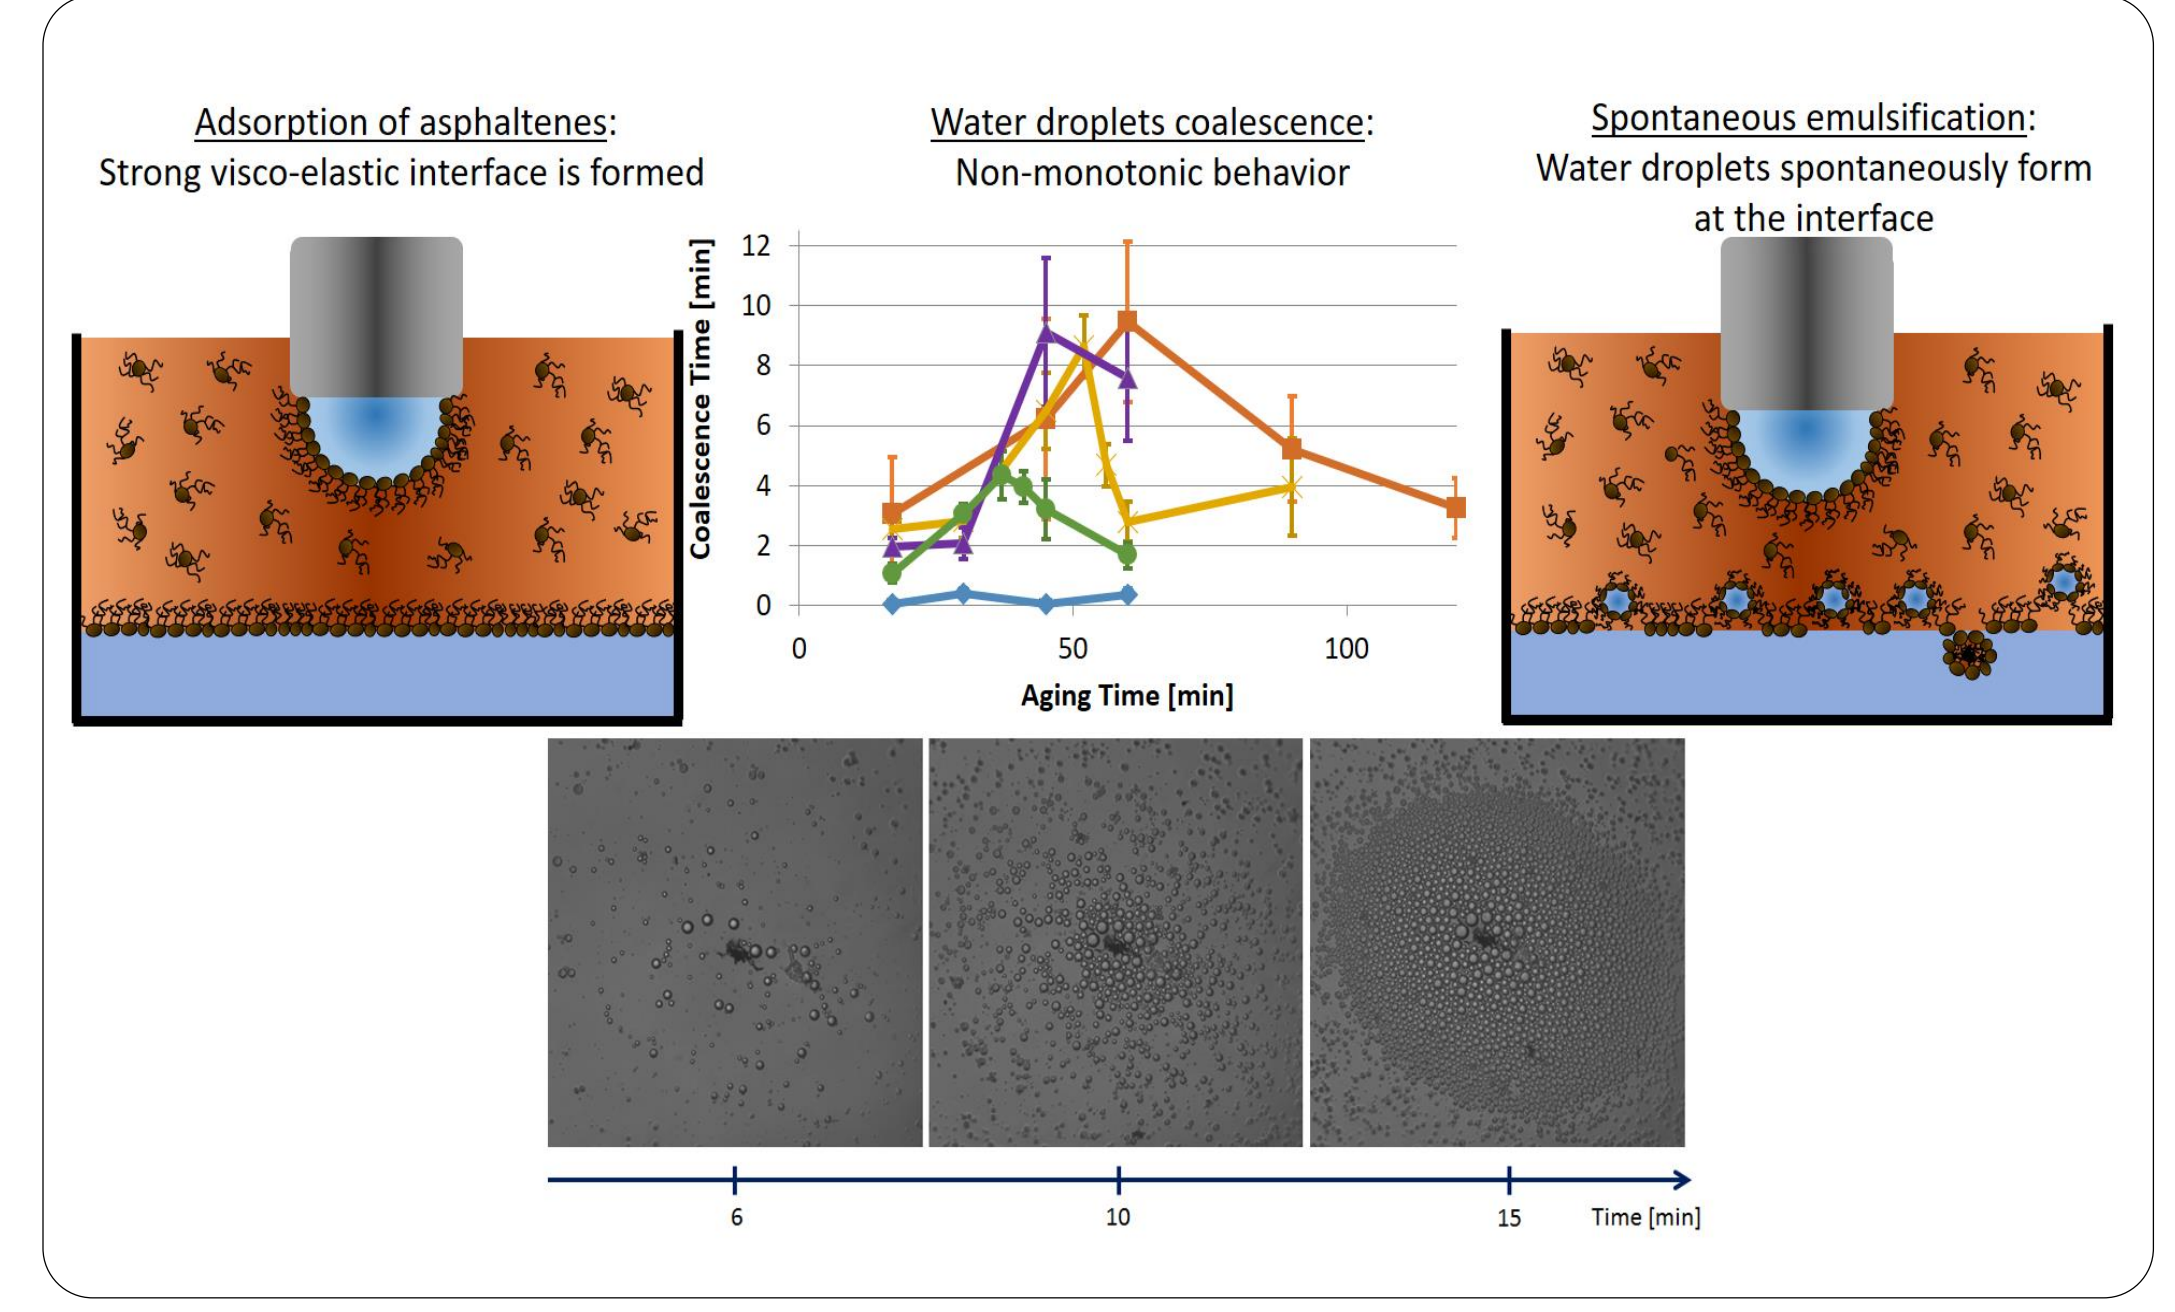 Adsorption of asphaltenes:
Strong visco-elastic interface is formed
Water droplets coalescence:
Non-monotonic behavior
Spontaneous emulsification:
Water droplets spontaneously form
at the interface
Coalescence Time [min]
12
10
8
6
4
2
0
0 50 100
Aging Time [min]
6 10 15 Time [min]